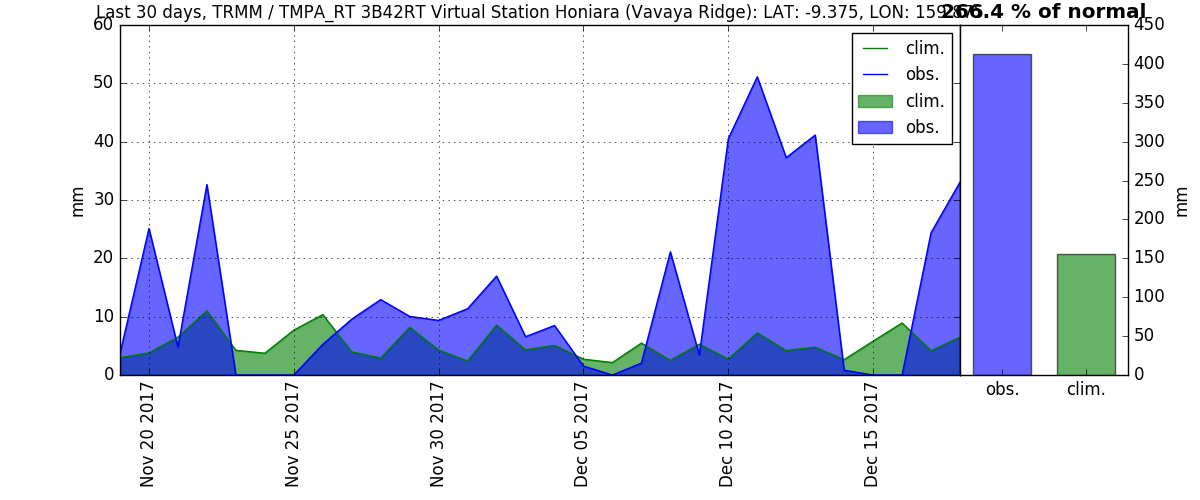 Last 30 days, TRMM / TMPA_RT 3B42RT Virtual Station Honiara (Vavaya Ridge): LAT: -9.375, LON:
266.4 % of normal
60
50
40
30
20
10
0
mm
clim.
obs.
clim.
obs.
Nov 20 2017
Nov 25 2017
Nov 30 2017
Dec 05 2017
Dec 10 2017
Dec 15 2017
450
400
350
300
250
200
150
100
50
0
mm
obs.
clim.